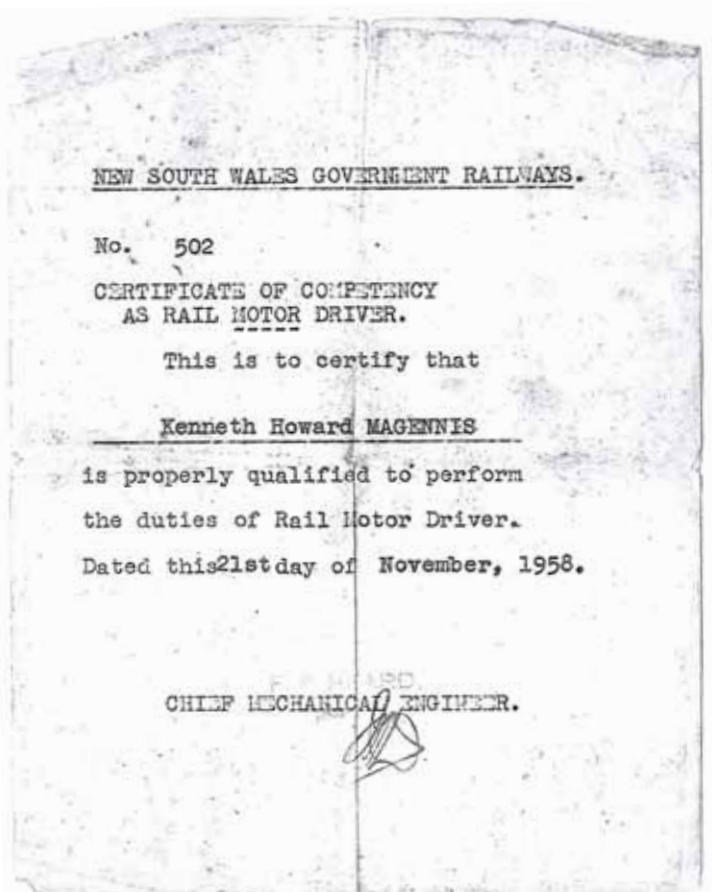 NEW SOUTH WALES GOVERNMENT RAILWAYS.
No. 502
CERTIFICATE OF COMPETENCY
AS RAIL MOTOR DRIVER.
This is to certify that
Kenneth Howard MAGENNIS
is properly qualified to perform
the duties of Rail Motor Driver.
Dated this 21st day of November, 1958.
CHIEF MECHANICAL ENGINEER.